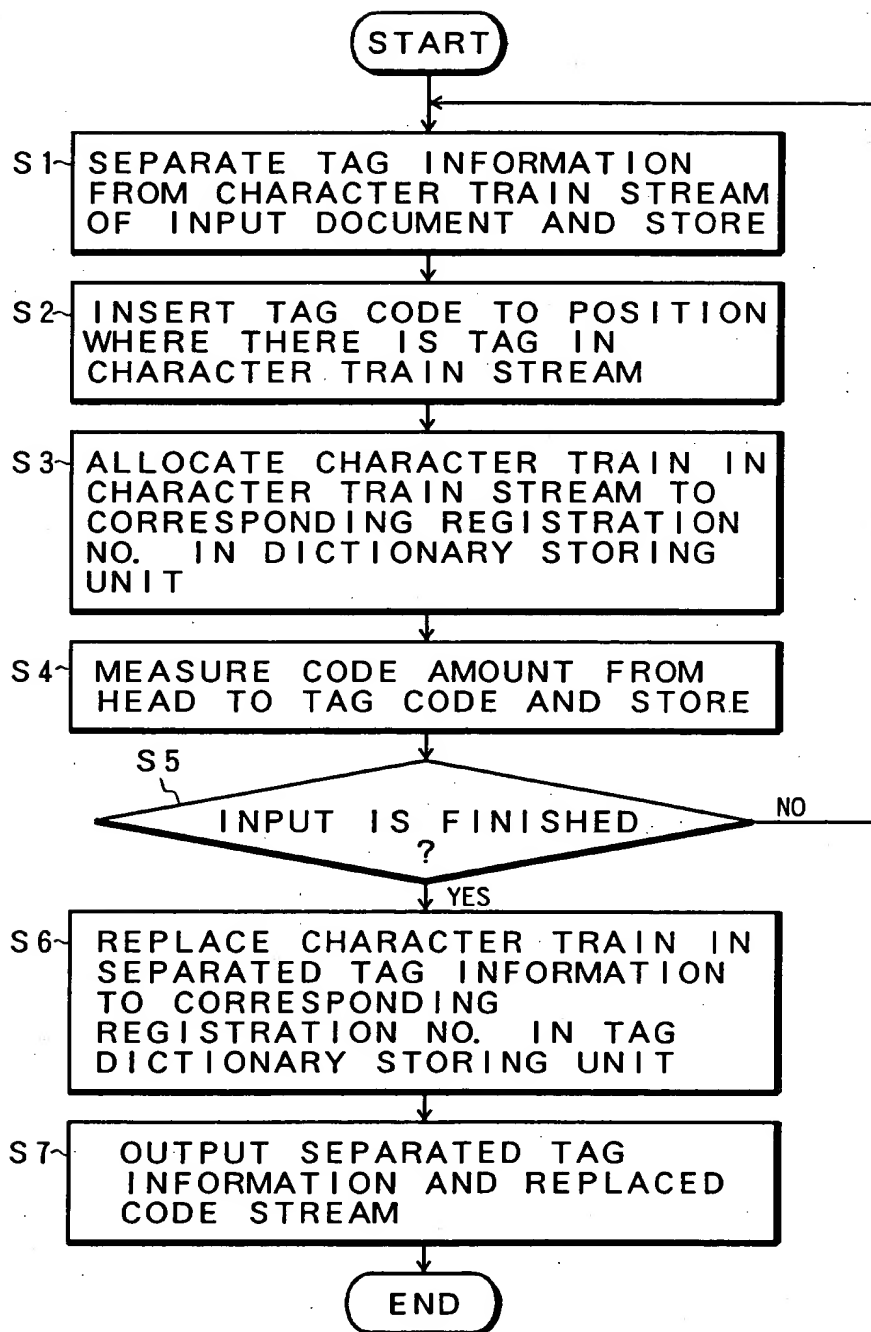 START
S1
SEPARATE TAG INFORMATION
FROM CHARACTER TRAIN STREAM
OF INPUT DOCUMENT AND STORE
S2
INSERT TAG CODE TO POSITION
WHERE THERE IS TAG IN
CHARACTER TRAIN STREAM
S3
ALLOCATE CHARACTER TRAIN IN
CHARACTER TRAIN STREAM TO
CORRESPONDING REGISTRATION
NO. IN DICTIONARY STORING
UNIT
S4
MEASURE CODE AMOUNT FROM
HEAD TO TAG CODE AND STORE
S5
INPUT IS FINISHED
?
NO
YES
S6
REPLACE CHARACTER TRAIN IN
SEPARATED TAG INFORMATION
TO CORRESPONDING
REGISTRATION NO. IN TAG
DICTIONARY STORING UNIT
S7
OUTPUT SEPARATED TAG
INFORMATION AND REPLACED
CODE STREAM
END